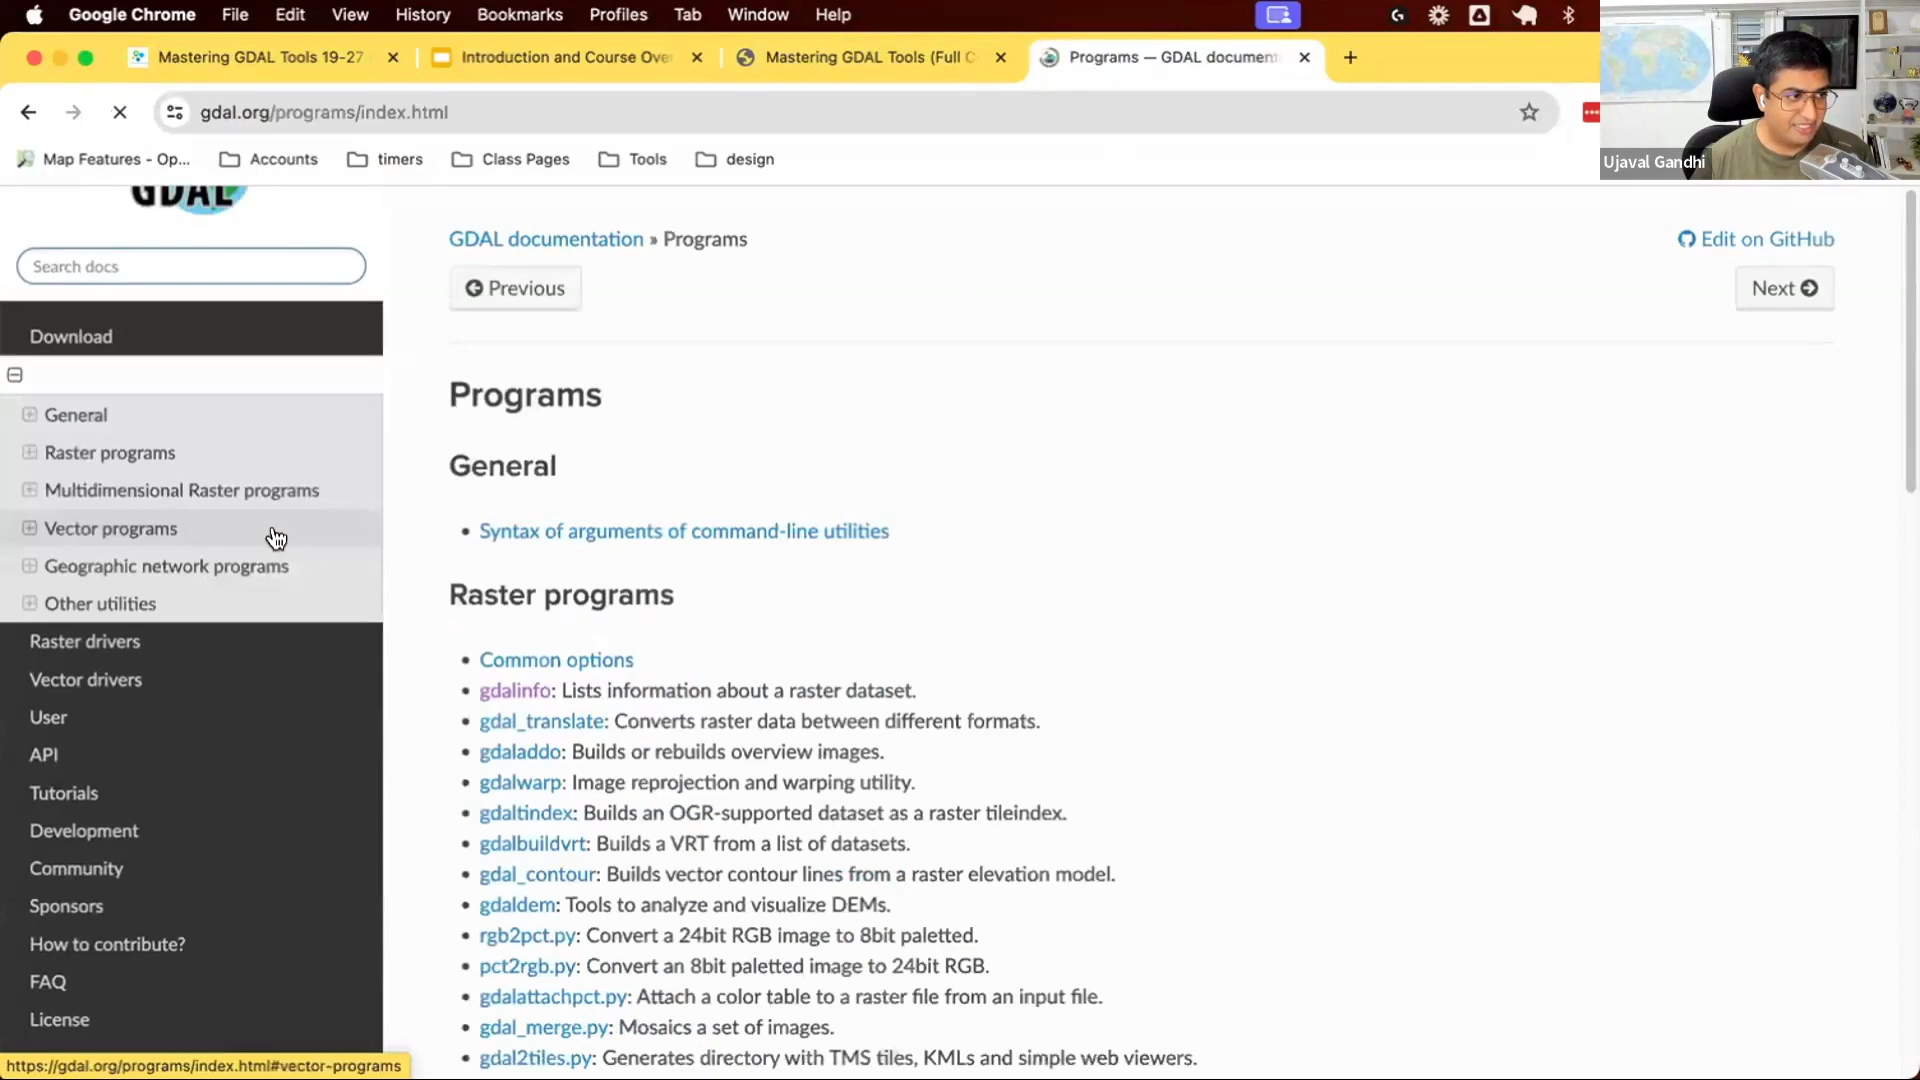 Google Chrome File Edit View History Bookmarks Profiles Tab Window Help
Mastering GDAL Tools 19-27 Introduction and Course Ove Mastering GDAL Tools (Full C Programs — GDAL document
gdal.org/programs/index.html
Map Features - Op... Accounts timers Class Pages Tools design
Ujaval Gandhi
GDAL
Search docs
Download
General
Raster programs
Multidimensional Raster programs
Vector programs
Geographic network programs
Other utilities
Raster drivers
Vector drivers
User
API
Tutorials
Development
Community
Sponsors
How to contribute?
FAQ
License
https://gdal.org/programs/index.html#vector-programs
GDAL documentation » Programs
Edit on GitHub
Previous
Next
Programs
General
• Syntax of arguments of command-line utilities
Raster programs
• Common options
• gdalinfo: Lists information about a raster dataset.
• gdal_translate: Converts raster data between different formats.
• gdaladdo: Builds or rebuilds overview images.
• gdalwarp: Image reprojection and warping utility.
• gdaltindex: Builds an OGR-supported dataset as a raster tileindex.
• gdalbuildvrt: Builds a VRT from a list of datasets.
• gdal_contour: Builds vector contour lines from a raster elevation model.
• gdaldem: Tools to analyze and visualize DEMs.
• rgb2pct.py: Convert a 24bit RGB image to 8bit paletted.
• pct2rgb.py: Convert an 8bit paletted image to 24bit RGB.
• gdalattachpct.py: Attach a color table to a raster file from an input file.
• gdal_merge.py: Mosaics a set of images.
• gdal2tiles.py: Generates directory with TMS tiles, KMLs and simple web viewers.